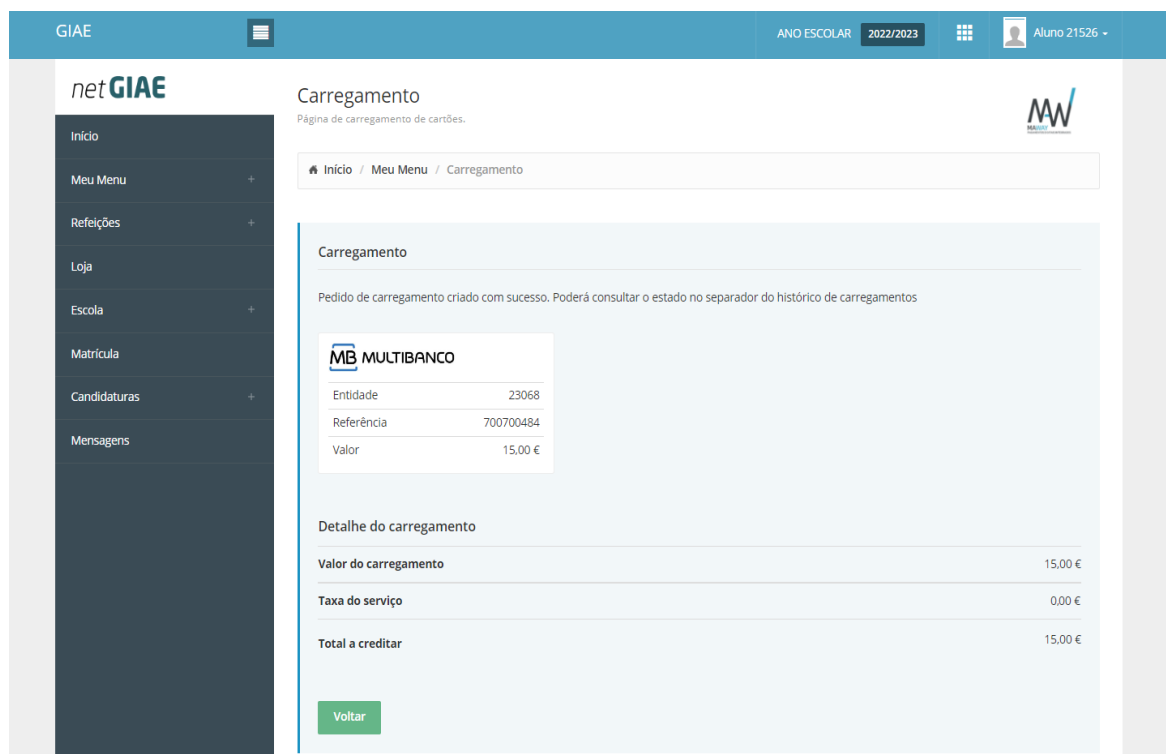 GIAE
ANO ESCOLAR 2022/2023 Aluno 21526
netGIAE
Início
Meu Menu +
Refeições +
Loja
Escola +
Matrícula
Candidaturas +
Mensagens
Carregamento
Página de carregamento de cartões.
MAWAY
Início / Meu Menu / Carregamento
Carregamento
Pedido de carregamento criado com sucesso. Poderá consultar o estado no separador do histórico de carregamentos
MB MULTIBANCO
Entidade 23068
Referência 700700484
Valor 15,00 €
Detalhe do carregamento
Valor do carregamento 15,00 €
Taxa do serviço 0,00 €
Total a creditar 15,00 €
Voltar